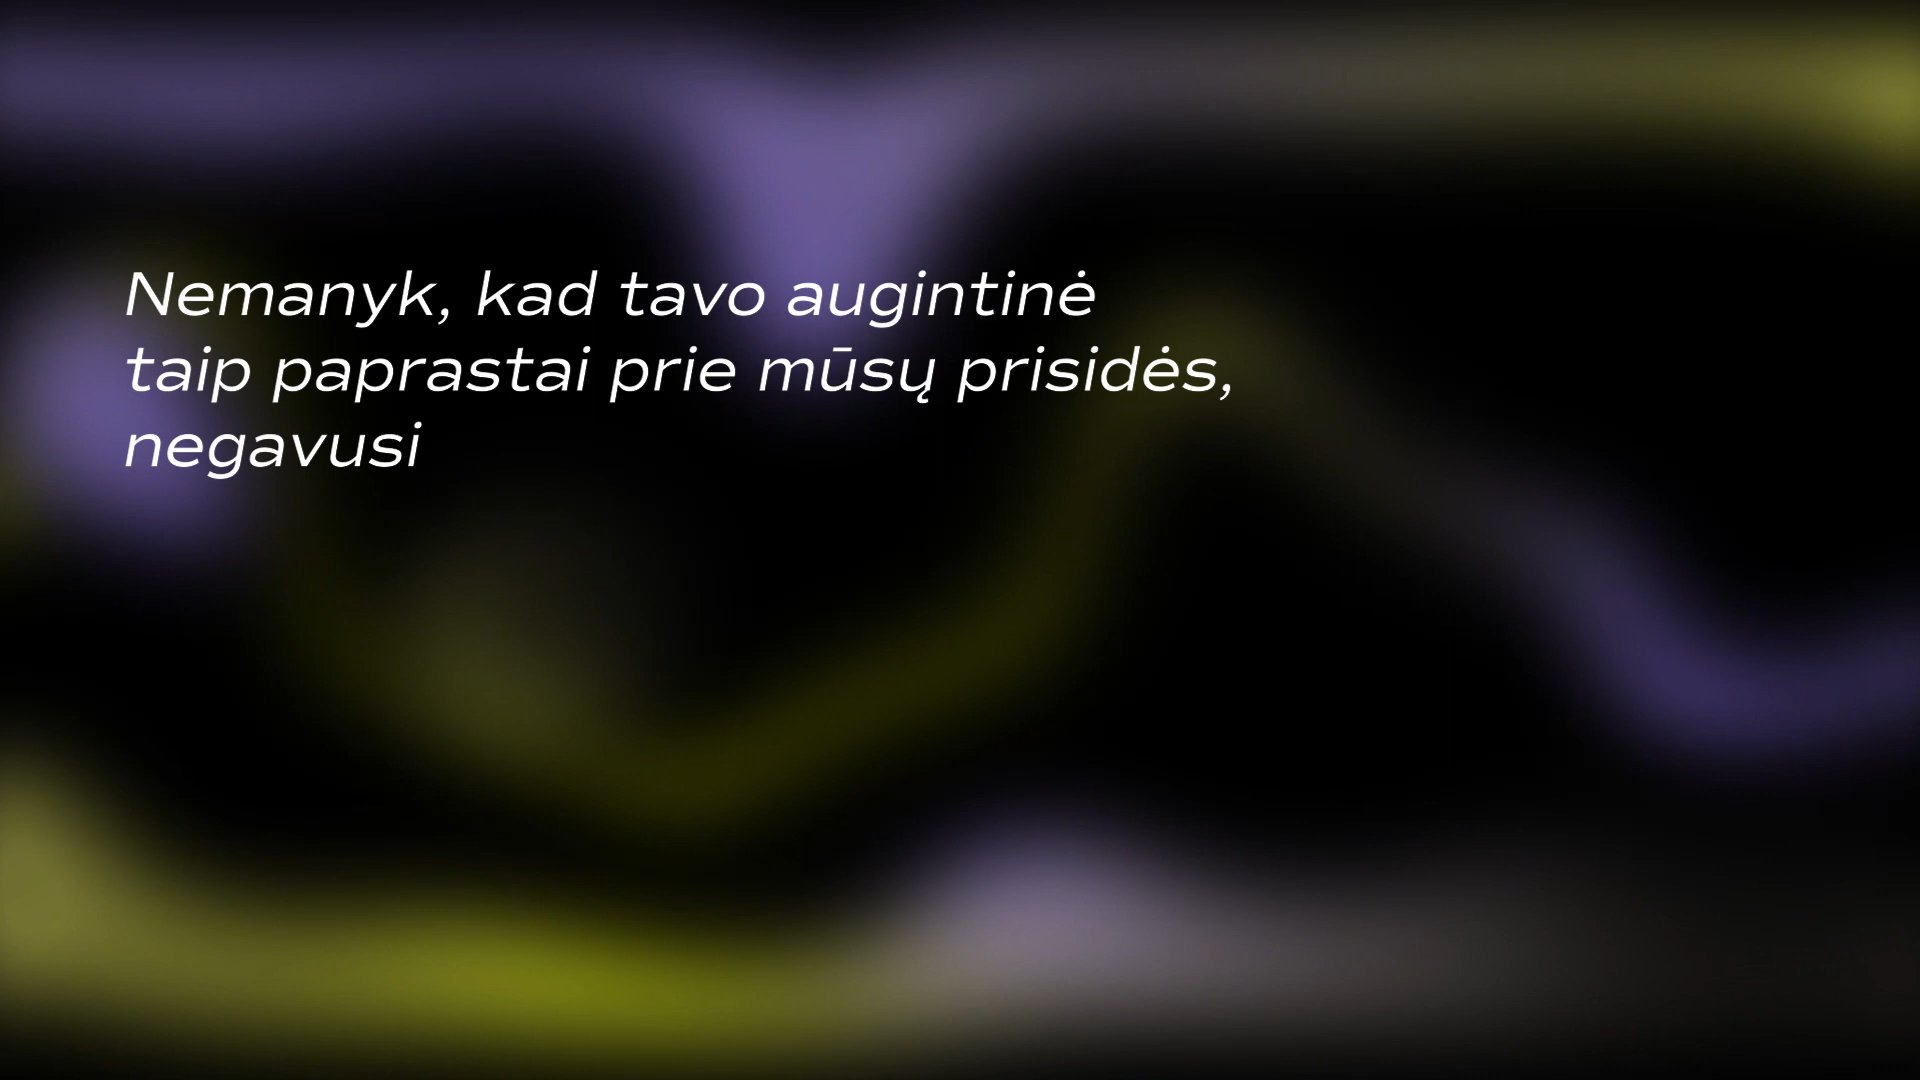 Nemanyk, kad tavo augintinė
taip paprastai prie mūsų prisidės,
negavusi